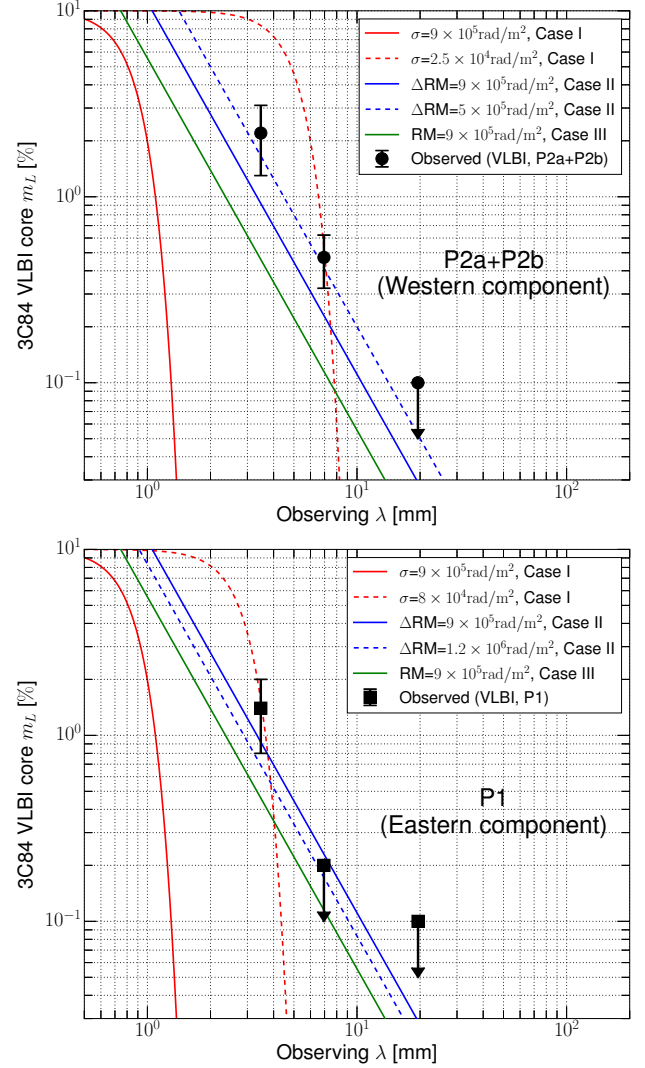 10¹
σ=9 × 10⁵rad/m², Case I
σ=2.5 × 10⁴rad/m², Case I
ΔRM=9 × 10⁵rad/m², Case II
ΔRM=5 × 10⁵rad/m², Case II
RM=9 × 10⁵rad/m², Case III
Observed (VLBI, P2a+P2b)
3C84 VLBI core m_L [%]
10⁰
P2a+P2b
(Western component)
10⁻¹
10⁰ 10¹ 10²
Observing λ [mm]
10¹
σ=9 × 10⁵rad/m², Case I
σ=8 × 10⁴rad/m², Case I
ΔRM=9 × 10⁵rad/m², Case II
ΔRM=1.2 × 10⁶rad/m², Case II
RM=9 × 10⁵rad/m², Case III
Observed (VLBI, P1)
3C84 VLBI core m_L [%]
10⁰
P1
(Eastern component)
10⁻¹
10⁰ 10¹ 10²
Observing λ [mm]